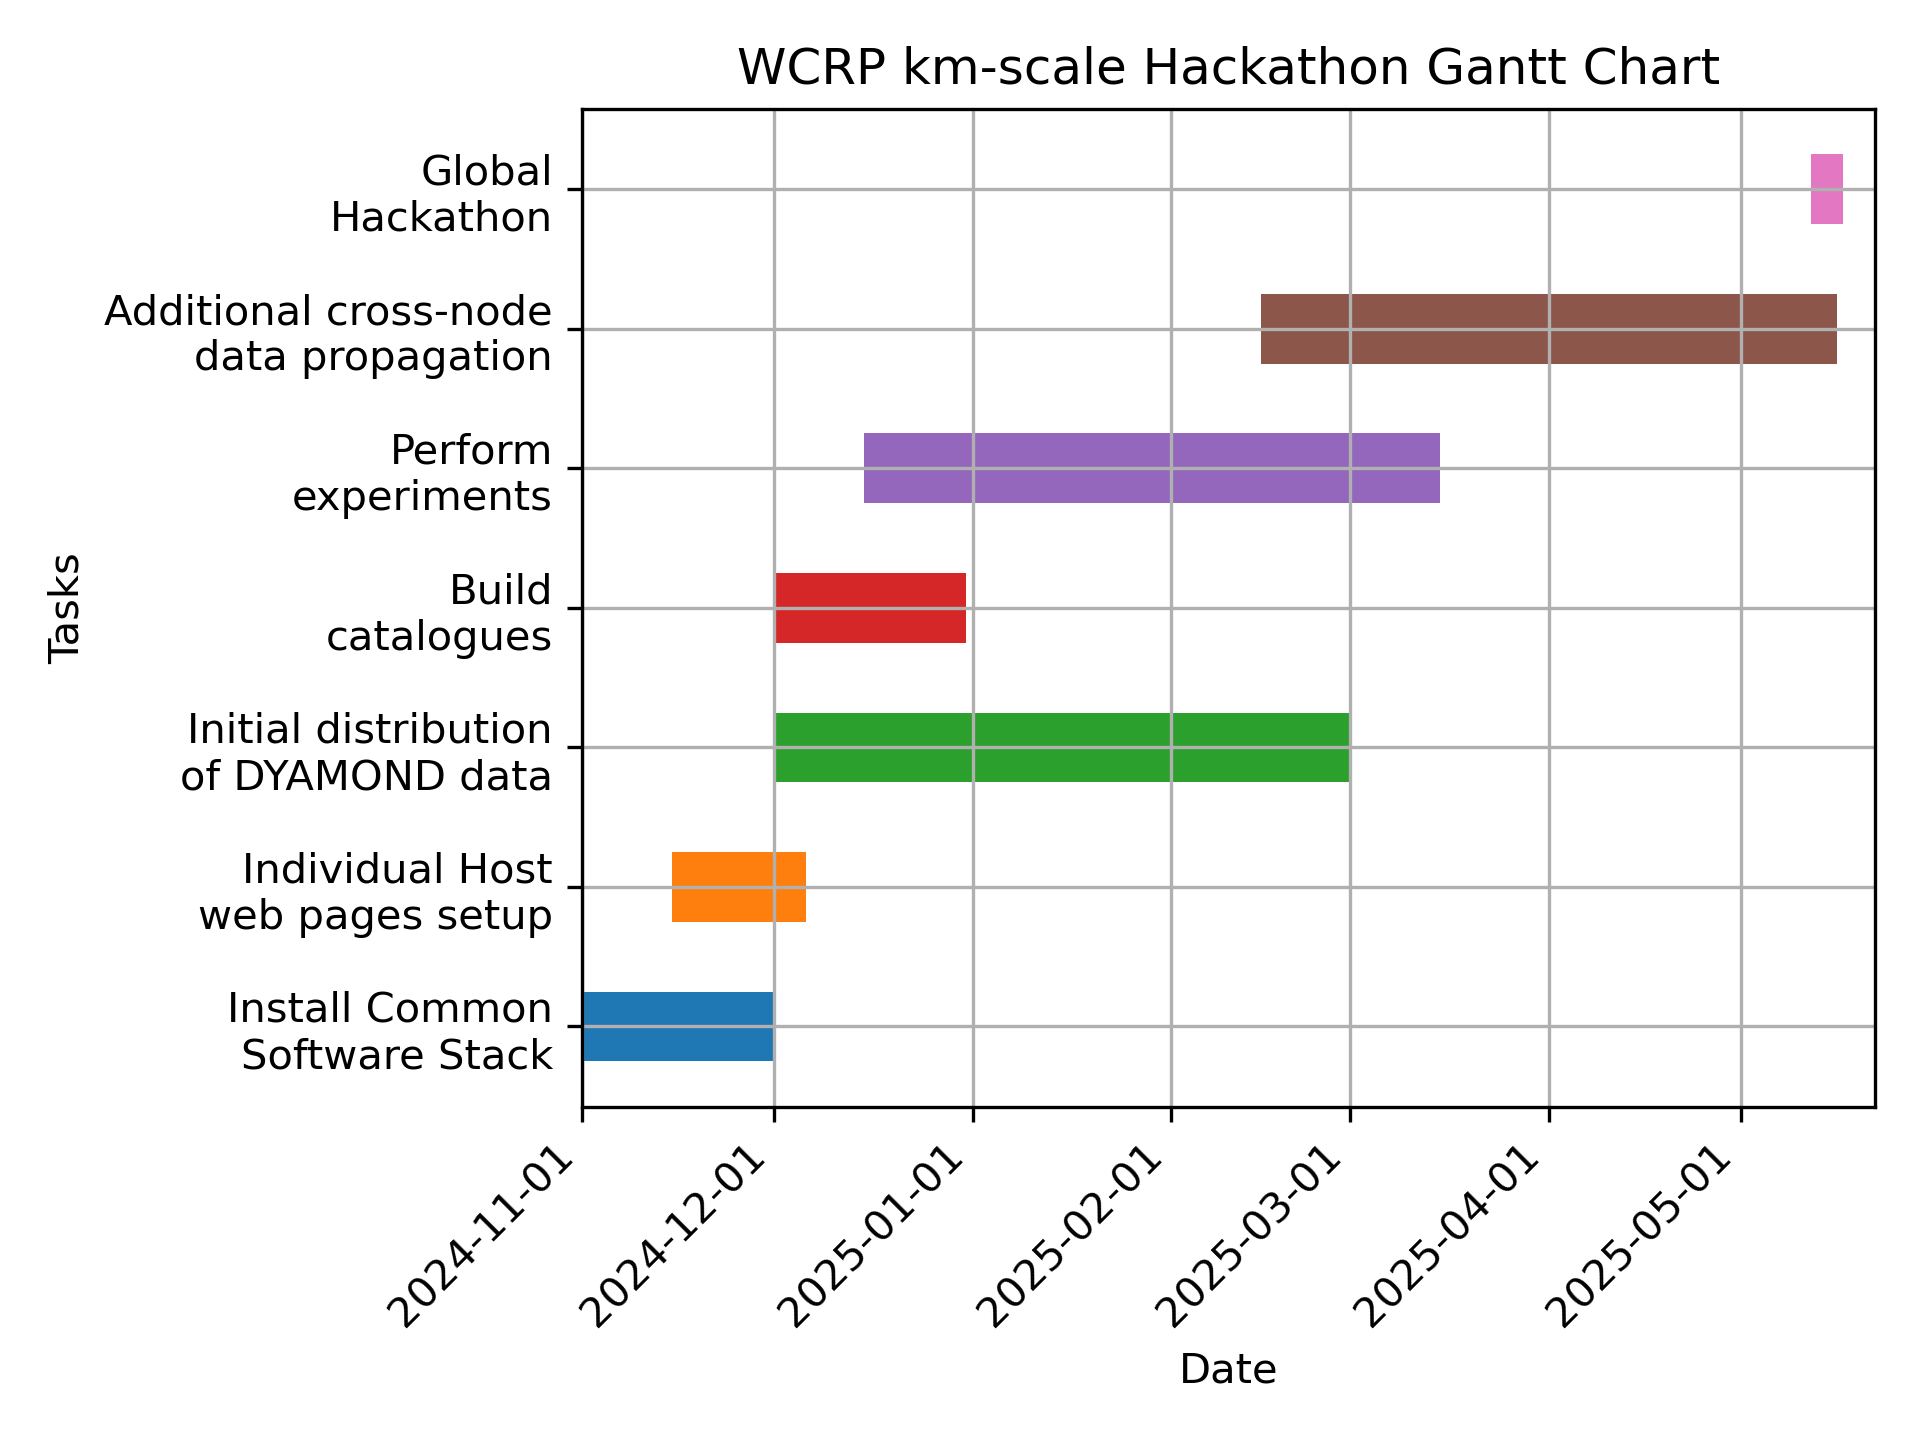 WCRP km-scale Hackathon Gantt Chart
Global
Hackathon
Additional cross-node
data propagation
Perform
experiments
Build
catalogues
Initial distribution
of DYAMOND data
Individual Host
web pages setup
Install Common
Software Stack
Tasks
2024-11-01
2024-12-01
2025-01-01
2025-02-01
2025-03-01
2025-04-01
2025-05-01
Date